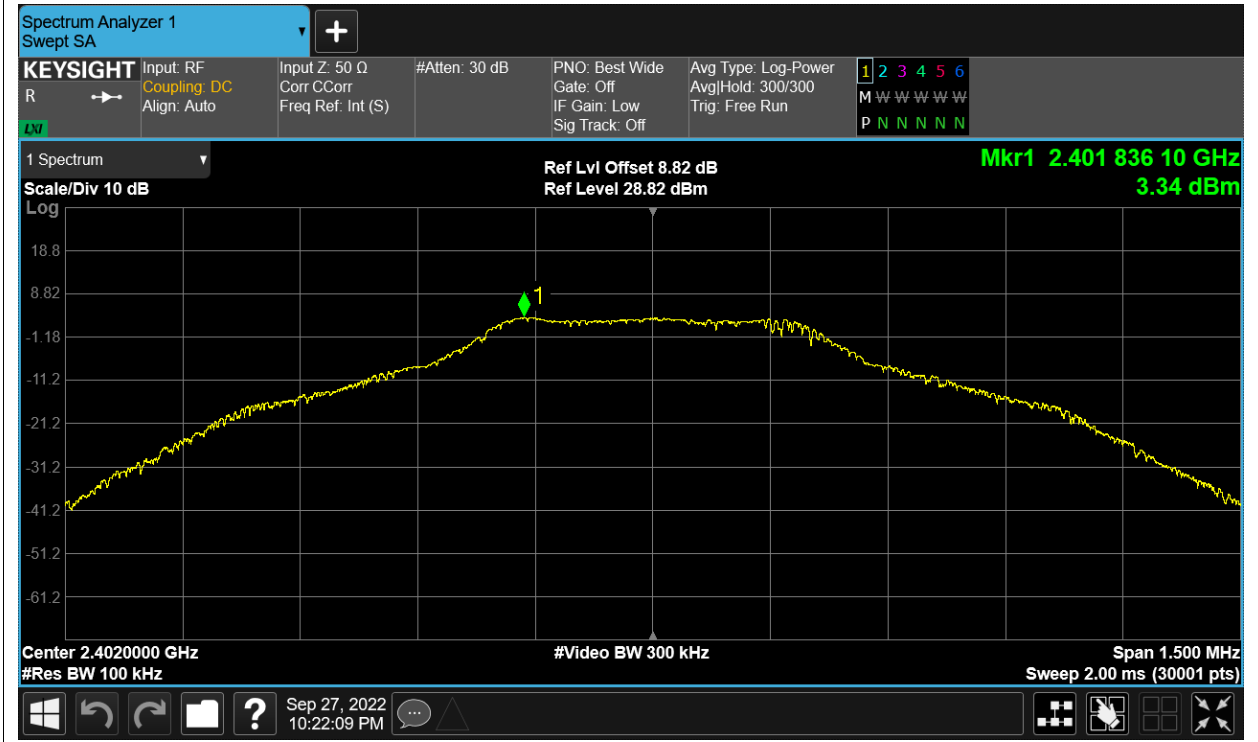 Spectrum Analyzer 1
Swept SA
KEYSIGHT
R
LXI
Input: RF
Coupling: DC
Align: Auto
Input Z: 50 Ω
Corr CCorr
Freq Ref: Int (S)
#Atten: 30 dB
PNO: Best Wide
Gate: Off
IF Gain: Low
Sig Track: Off
Avg Type: Log-Power
Avg|Hold: 300/300
Trig: Free Run
1 2 3 4 5 6
M W W W W W
P N N N N N
1 Spectrum
Scale/Div 10 dB
Log
Ref Lvl Offset 8.82 dB
Ref Level 28.82 dBm
Mkr1 2.401 836 10 GHz
3.34 dBm
18.8
8.82
-1.18
-11.2
-21.2
-31.2
-41.2
-51.2
-61.2
1
Center 2.4020000 GHz
#Res BW 100 kHz
#Video BW 300 kHz
Span 1.500 MHz
Sweep 2.00 ms (30001 pts)
?
Sep 27, 2022
10:22:09 PM